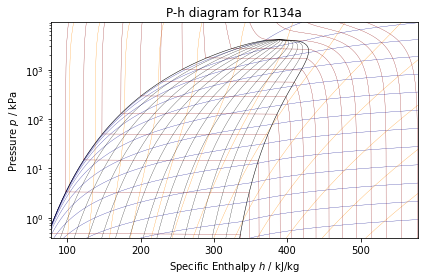 P-h diagram for R134a
Pressure p / kPa
10³
10²
10¹
10⁰
100 200 300 400 500
Specific Enthalpy h / kJ/kg